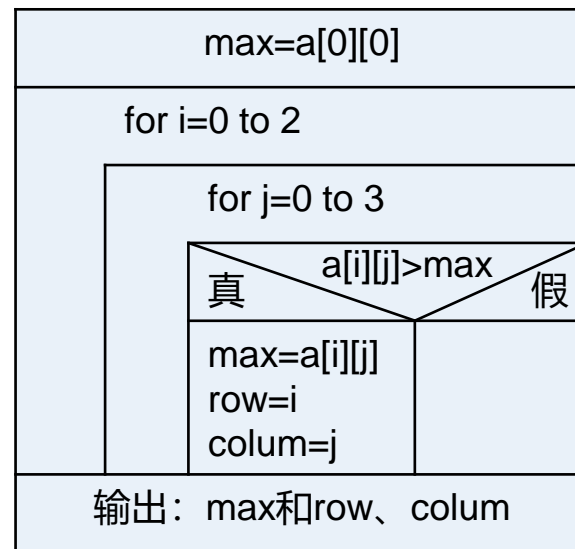 max=a[0][0]
for i=0 to 2
for j=0 to 3
a[i][j]>max
真
假
max=a[i][j]
row=i
colum=j
输出：max和row、colum